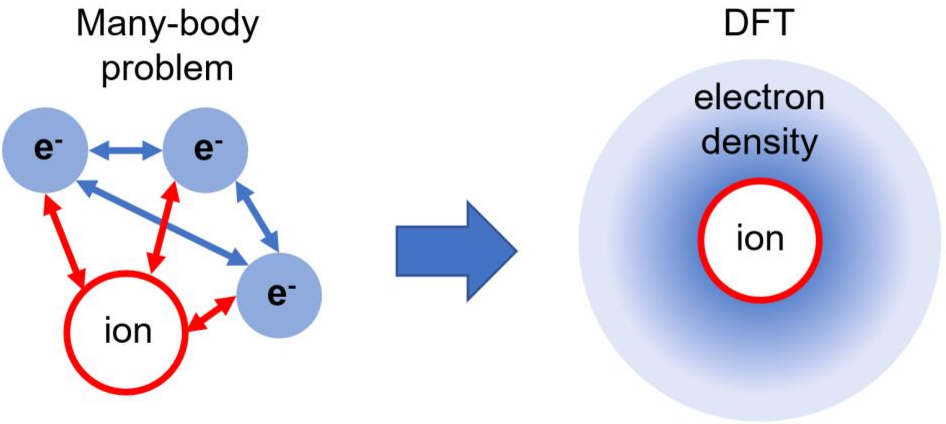 Many-body
problem
e⁻
e⁻
e⁻
ion
DFT
electron
density
ion